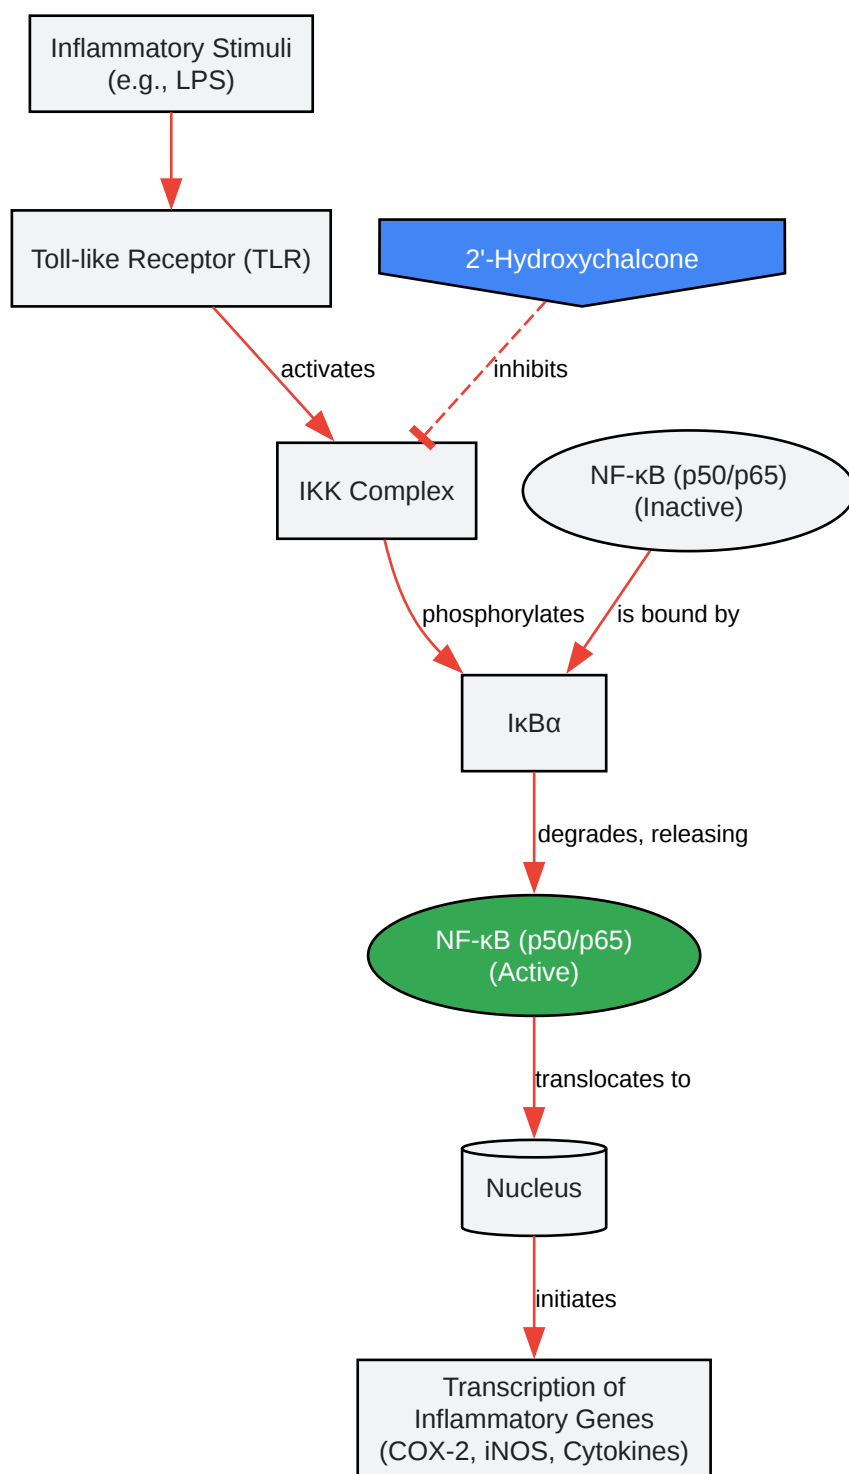 Inflammatory Stimuli
(e.g., LPS)
Toll-like Receptor (TLR)
2'-Hydroxychalcone
activates
inhibits
IKK Complex
NF-κB (p50/p65)
(Inactive)
phosphorylates
is bound by
IκBα
degrades, releasing
NF-κB (p50/p65)
(Active)
translocates to
Nucleus
initiates
Transcription of
Inflammatory Genes
(COX-2, iNOS, Cytokines)